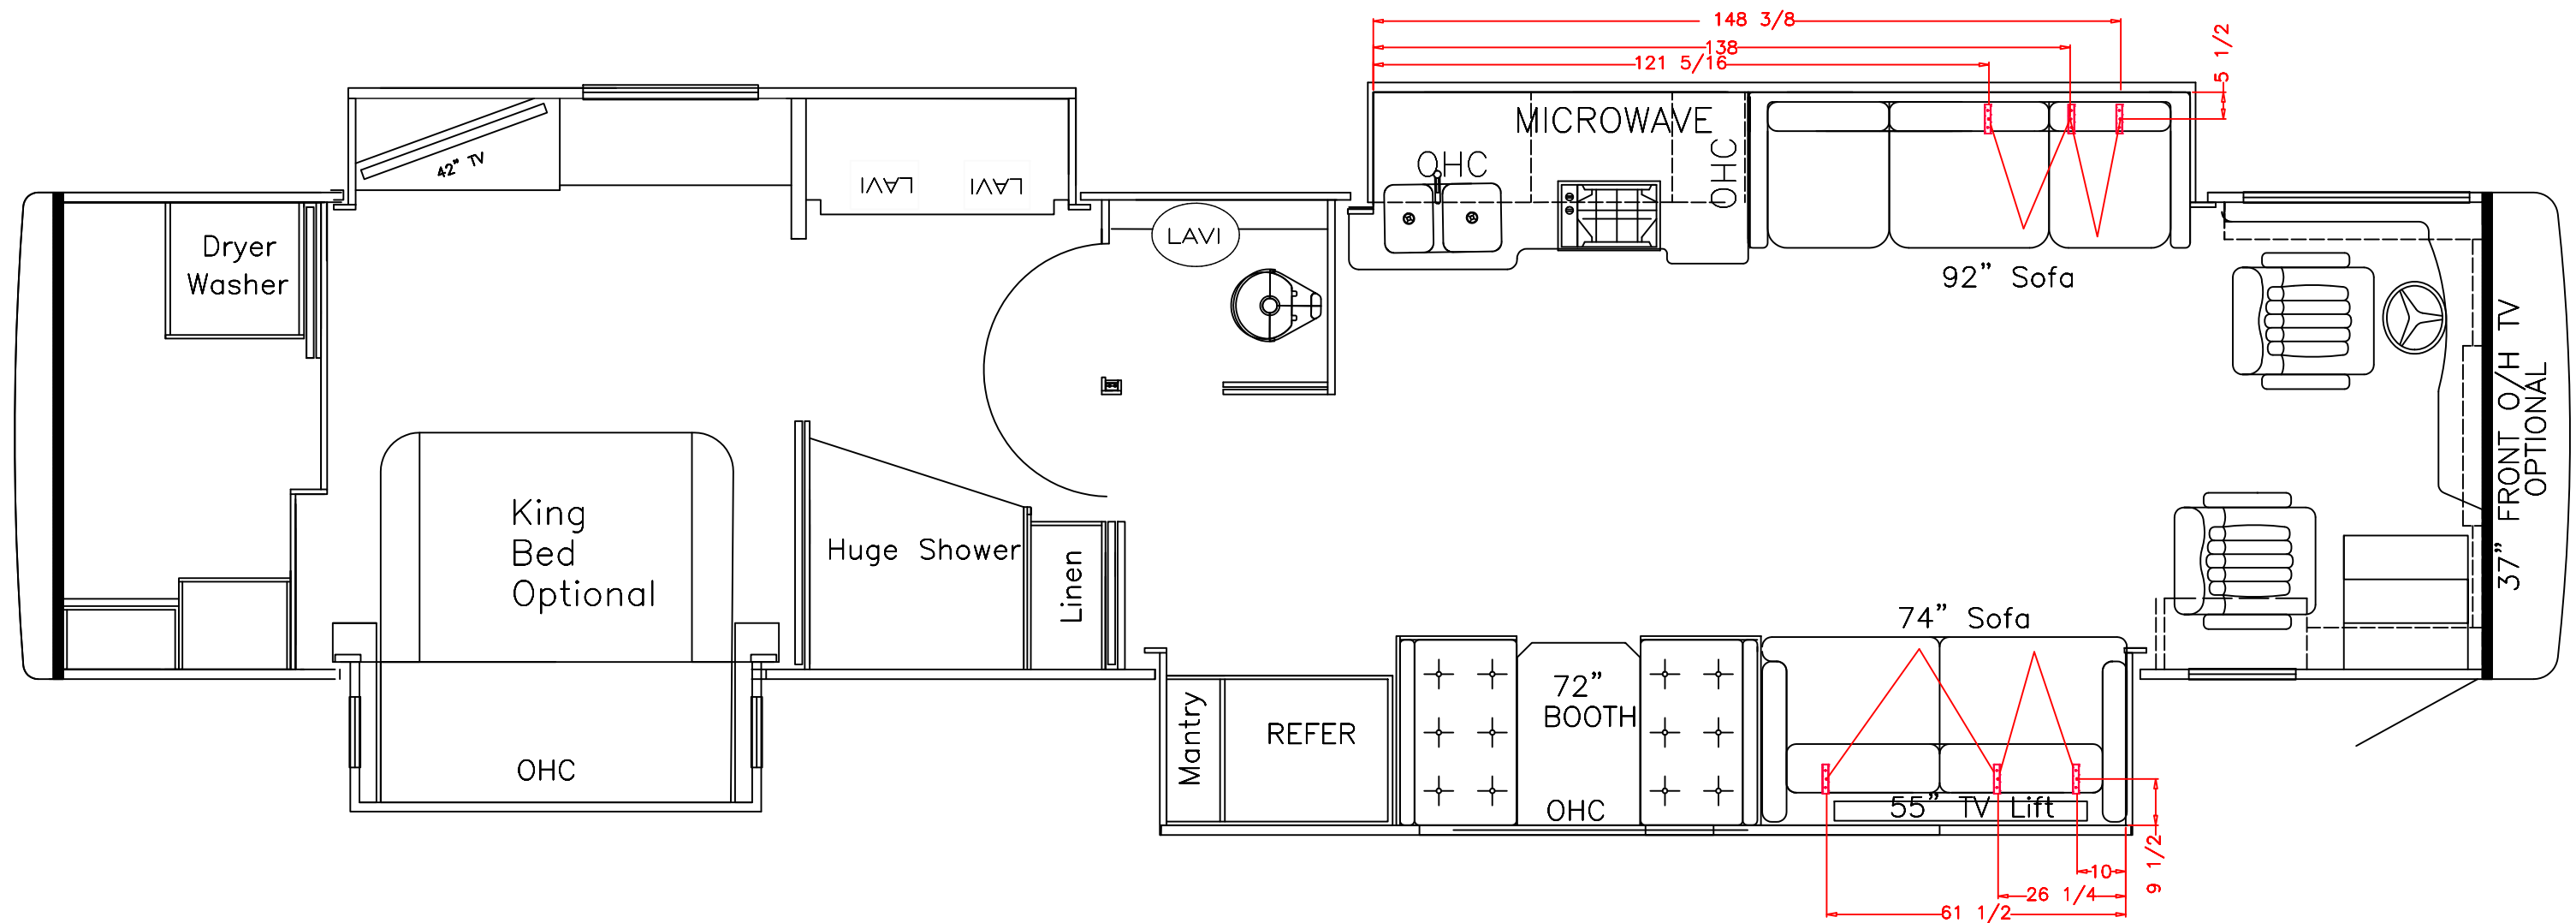 148 3/8
138
121 5/16
5 1/2
MICROWAVE
OHC
OHC
42" TV
LAVI
LAVI
LAVI
Dryer
Washer
92" Sofa
37" FRONT O/H TV
OPTIONAL
King
Bed
Optional
Huge Shower
Linen
74" Sofa
72"
BOOTH
Mantry
REFER
OHC
OHC
55" TV Lift
9 1/2
10
26 1/4
61 1/2